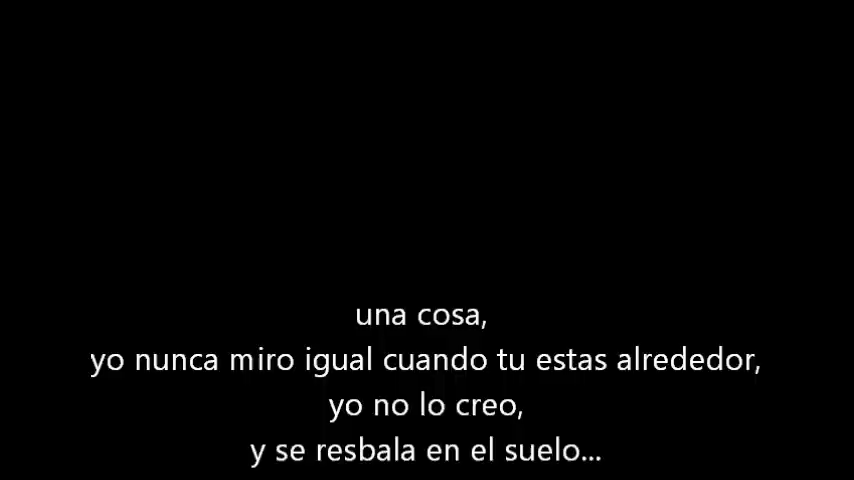 una cosa,
yo nunca miro igual cuando tu estas alrededor,
yo no lo creo,
y se resbala en el suelo...